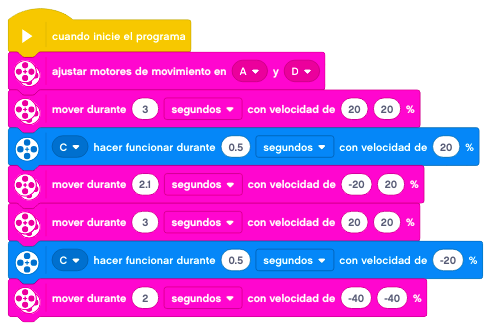 cuando inicie el programa
ajustar motores de movimiento en A y D
mover durante 3 segundos con velocidad de 20 20 %
C hacer funcionar durante 0.5 segundos con velocidad de 20 %
mover durante 2.1 segundos con velocidad de -20 20 %
mover durante 3 segundos con velocidad de 20 20 %
C hacer funcionar durante 0.5 segundos con velocidad de -20 %
mover durante 2 segundos con velocidad de -40 -40 %